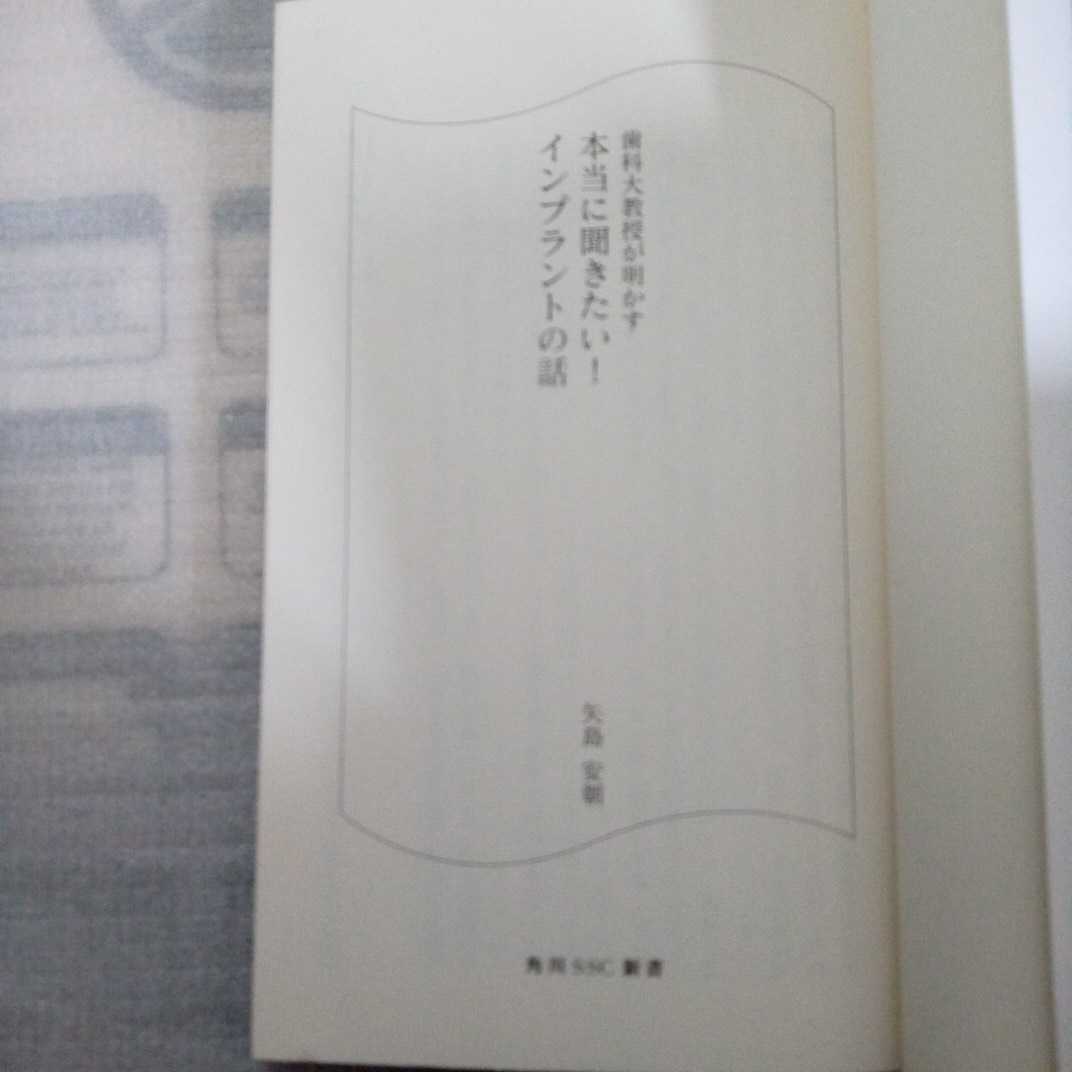 歯科大教授が明かす
本当に聞きたい！
インプラントの話
矢島 安朝
角川SSC新書